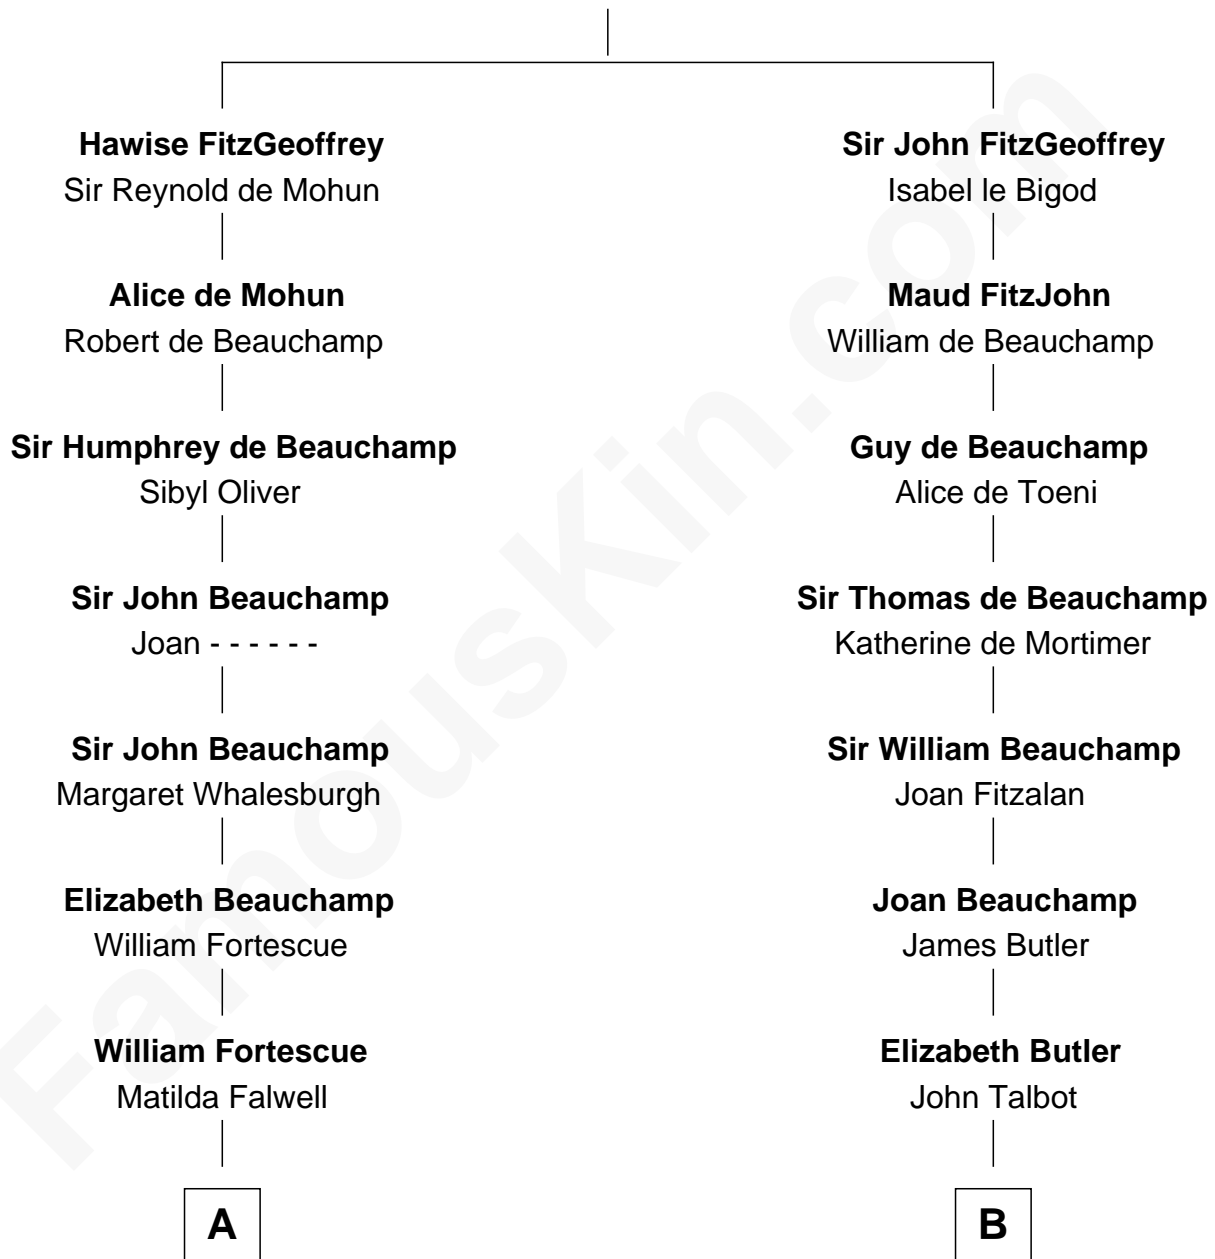 Hawise FitzGeoffrey
Sir Reynold de Mohun
Alice de Mohun
Robert de Beauchamp
Sir Humphrey de Beauchamp
Sibyl Oliver
Sir John Beauchamp
Joan - - - - - -
Sir John Beauchamp
Margaret Whalesburgh
Elizabeth Beauchamp
William Fortescue
William Fortescue
Matilda Falwell
A
Sir John FitzGeoffrey
Isabel le Bigod
Maud FitzJohn
William de Beauchamp
Guy de Beauchamp
Alice de Toeni
Sir Thomas de Beauchamp
Katherine de Mortimer
Sir William Beauchamp
Joan Fitzalan
Joan Beauchamp
James Butler
Elizabeth Butler
John Talbot
B
FamousKin.com